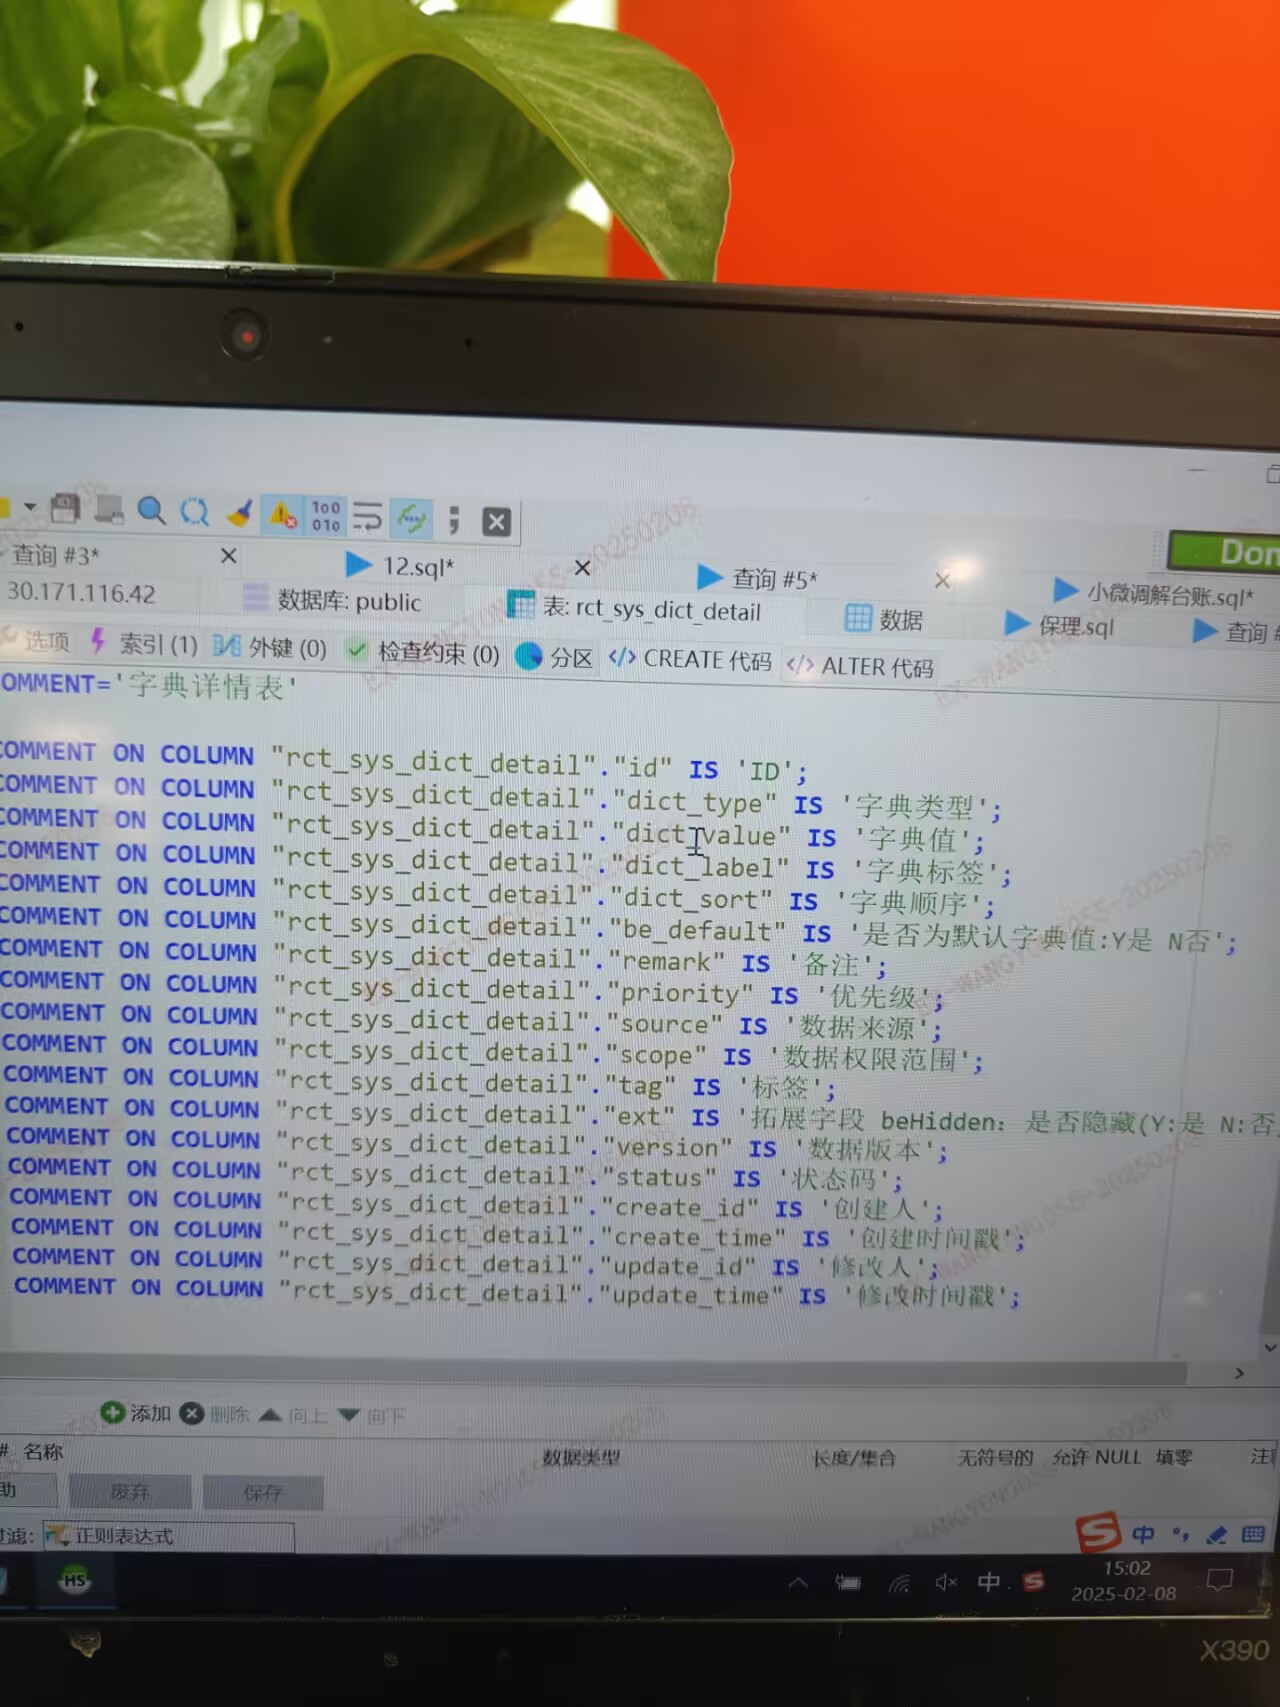 100
010
Don
查询 #3*
12.sql*
查询 #5*
小微调解台账.sql*
30.171.116.42
数据库: public
表: rct_sys_dict_detail
数据
保理.sql
查询 #
选项
索引 (1)
外键 (0)
检查约束 (0)
分区
</> CREATE 代码
</> ALTER 代码
OMMENT='字典详情表'
COMMENT ON COLUMN "rct_sys_dict_detail"."id" IS 'ID';
COMMENT ON COLUMN "rct_sys_dict_detail"."dict_type" IS '字典类型';
COMMENT ON COLUMN "rct_sys_dict_detail"."dict_value" IS '字典值';
COMMENT ON COLUMN "rct_sys_dict_detail"."dict_label" IS '字典标签';
COMMENT ON COLUMN "rct_sys_dict_detail"."dict_sort" IS '字典顺序';
COMMENT ON COLUMN "rct_sys_dict_detail"."be_default" IS '是否为默认字典值:Y是 N否';
COMMENT ON COLUMN "rct_sys_dict_detail"."remark" IS '备注';
COMMENT ON COLUMN "rct_sys_dict_detail"."priority" IS '优先级';
COMMENT ON COLUMN "rct_sys_dict_detail"."source" IS '数据来源';
COMMENT ON COLUMN "rct_sys_dict_detail"."scope" IS '数据权限范围';
COMMENT ON COLUMN "rct_sys_dict_detail"."tag" IS '标签';
COMMENT ON COLUMN "rct_sys_dict_detail"."ext" IS '拓展字段 beHidden：是否隐藏(Y:是 N:否
COMMENT ON COLUMN "rct_sys_dict_detail"."version" IS '数据版本';
COMMENT ON COLUMN "rct_sys_dict_detail"."status" IS '状态码';
COMMENT ON COLUMN "rct_sys_dict_detail"."create_id" IS '创建人';
COMMENT ON COLUMN "rct_sys_dict_detail"."create_time" IS '创建时间戳';
COMMENT ON COLUMN "rct_sys_dict_detail"."update_id" IS '修改人';
COMMENT ON COLUMN "rct_sys_dict_detail"."update_time" IS '修改时间戳';
添加 删除 向上 向下
# 名称 数据类型 长度/集合 无符号的 允许 NULL 填零 注
助 废弃 保存
过滤: 正则表达式
S 中
HS
中 S
15:02
2025-02-08
X390